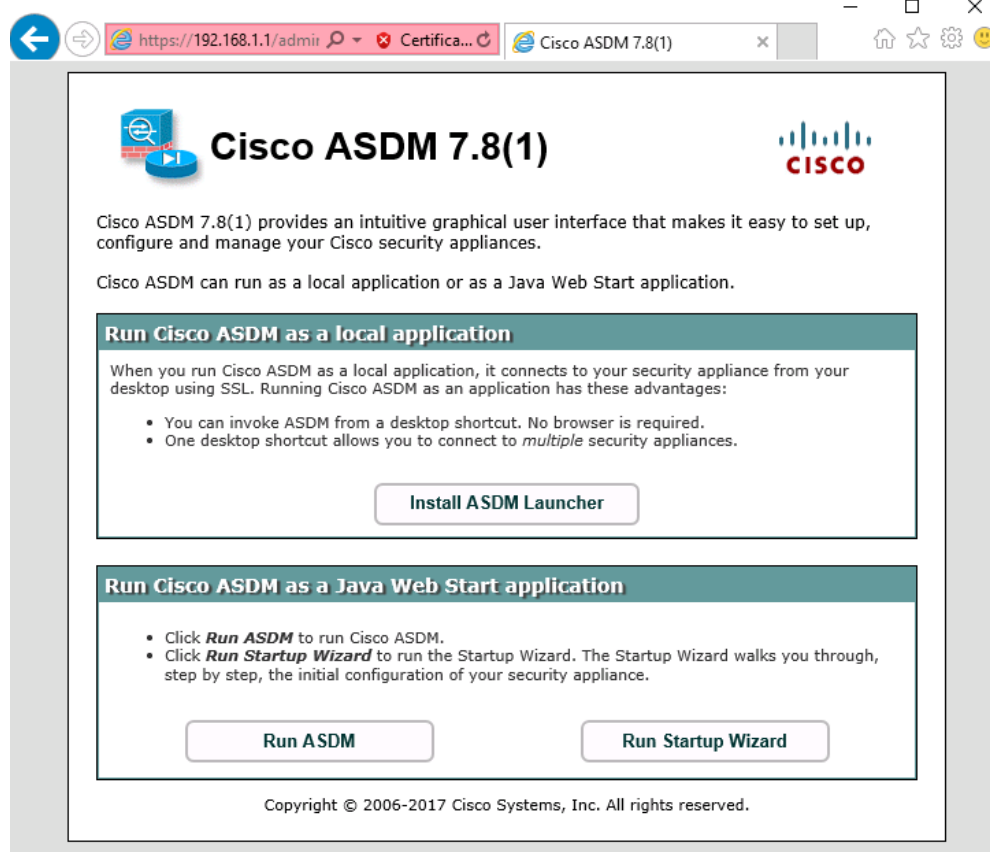 https://192.168.1.1/admir
Certifica...
Cisco ASDM 7.8(1)
Cisco ASDM 7.8(1)
CISCO
Cisco ASDM 7.8(1) provides an intuitive graphical user interface that makes it easy to set up,
configure and manage your Cisco security appliances.
Cisco ASDM can run as a local application or as a Java Web Start application.
Run Cisco ASDM as a local application
When you run Cisco ASDM as a local application, it connects to your security appliance from your
desktop using SSL. Running Cisco ASDM as an application has these advantages:
• You can invoke ASDM from a desktop shortcut. No browser is required.
• One desktop shortcut allows you to connect to multiple security appliances.
Install ASDM Launcher
Run Cisco ASDM as a Java Web Start application
• Click Run ASDM to run Cisco ASDM.
• Click Run Startup Wizard to run the Startup Wizard. The Startup Wizard walks you through,
step by step, the initial configuration of your security appliance.
Run ASDM
Run Startup Wizard
Copyright © 2006-2017 Cisco Systems, Inc. All rights reserved.